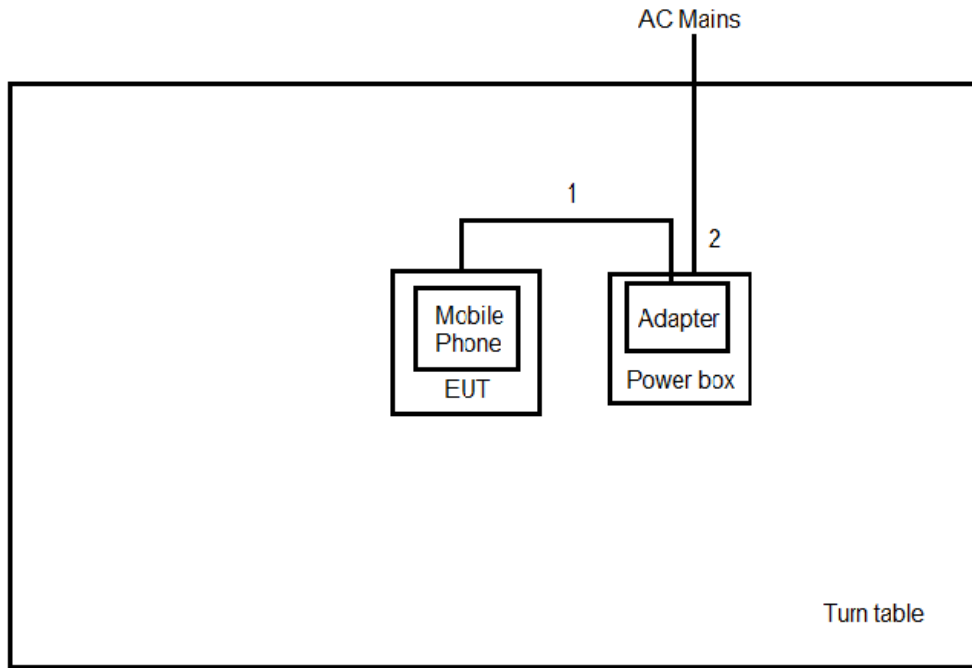 AC Mains
1
2
Mobile
Phone
EUT
Adapter
Power box
Turn table